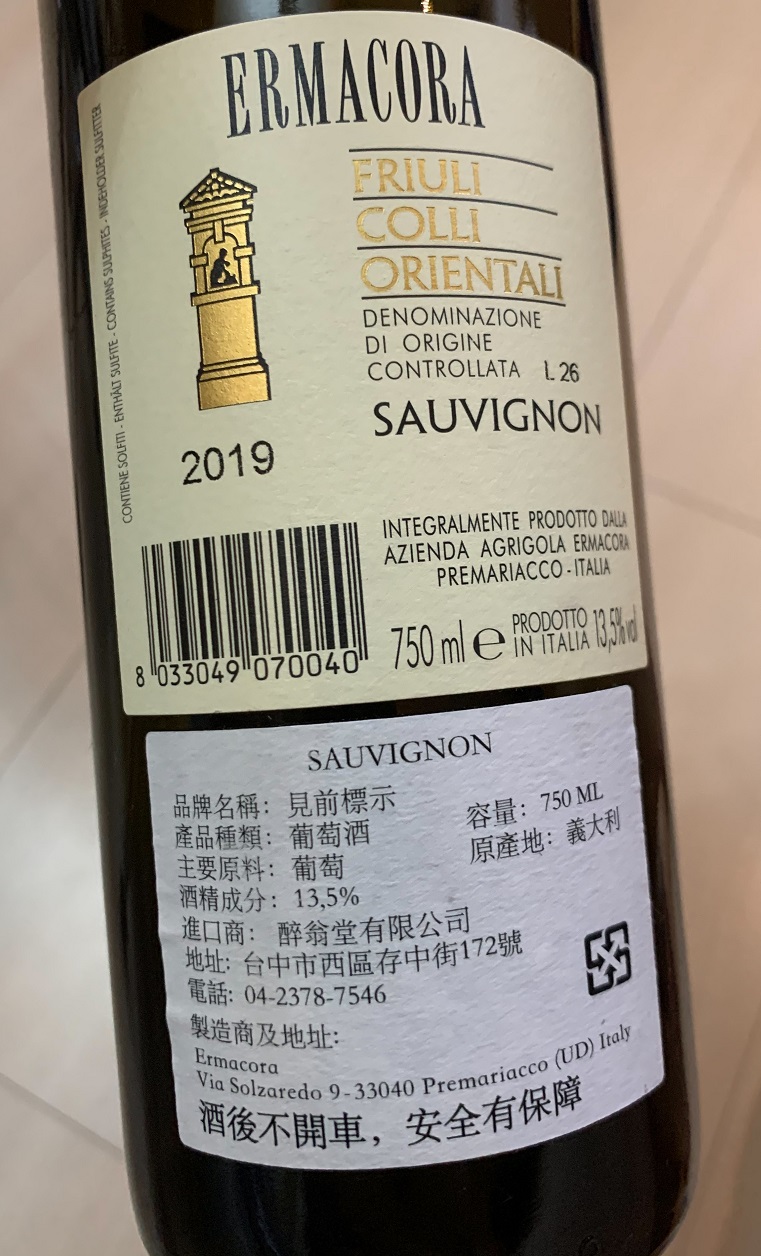 ERMACORA
FRIULI
COLLI
ORIENTALI
DENOMINAZIONE
DI ORIGINE
CONTROLLATA L 26
SAUVIGNON
2019
CONTIENE SOLFITI - ENTHÄLT SULFITE - CONTAINS SULPHITES - INDEHOLDER SULFITTER
INTEGRALMENTE PRODOTTO DALLA
AZIENDA AGRIGOLA ERMACORA
PREMARIACCO - ITALIA
8 033049 070040
750 ml e PRODOTTO
IN ITALIA 13,5% vol
SAUVIGNON
品牌名稱: 見前標示
產品種類: 葡萄酒
主要原料: 葡萄
酒精成分: 13,5%
容量: 750 ML
原產地: 義大利
進口商: 醉翁堂有限公司
地址: 台中市西區存中街172號
電話: 04-2378-7546
製造商及地址:
Ermacora
Via Solzaredo 9-33040 Premariacco (UD) Italy
酒後不開車，安全有保障